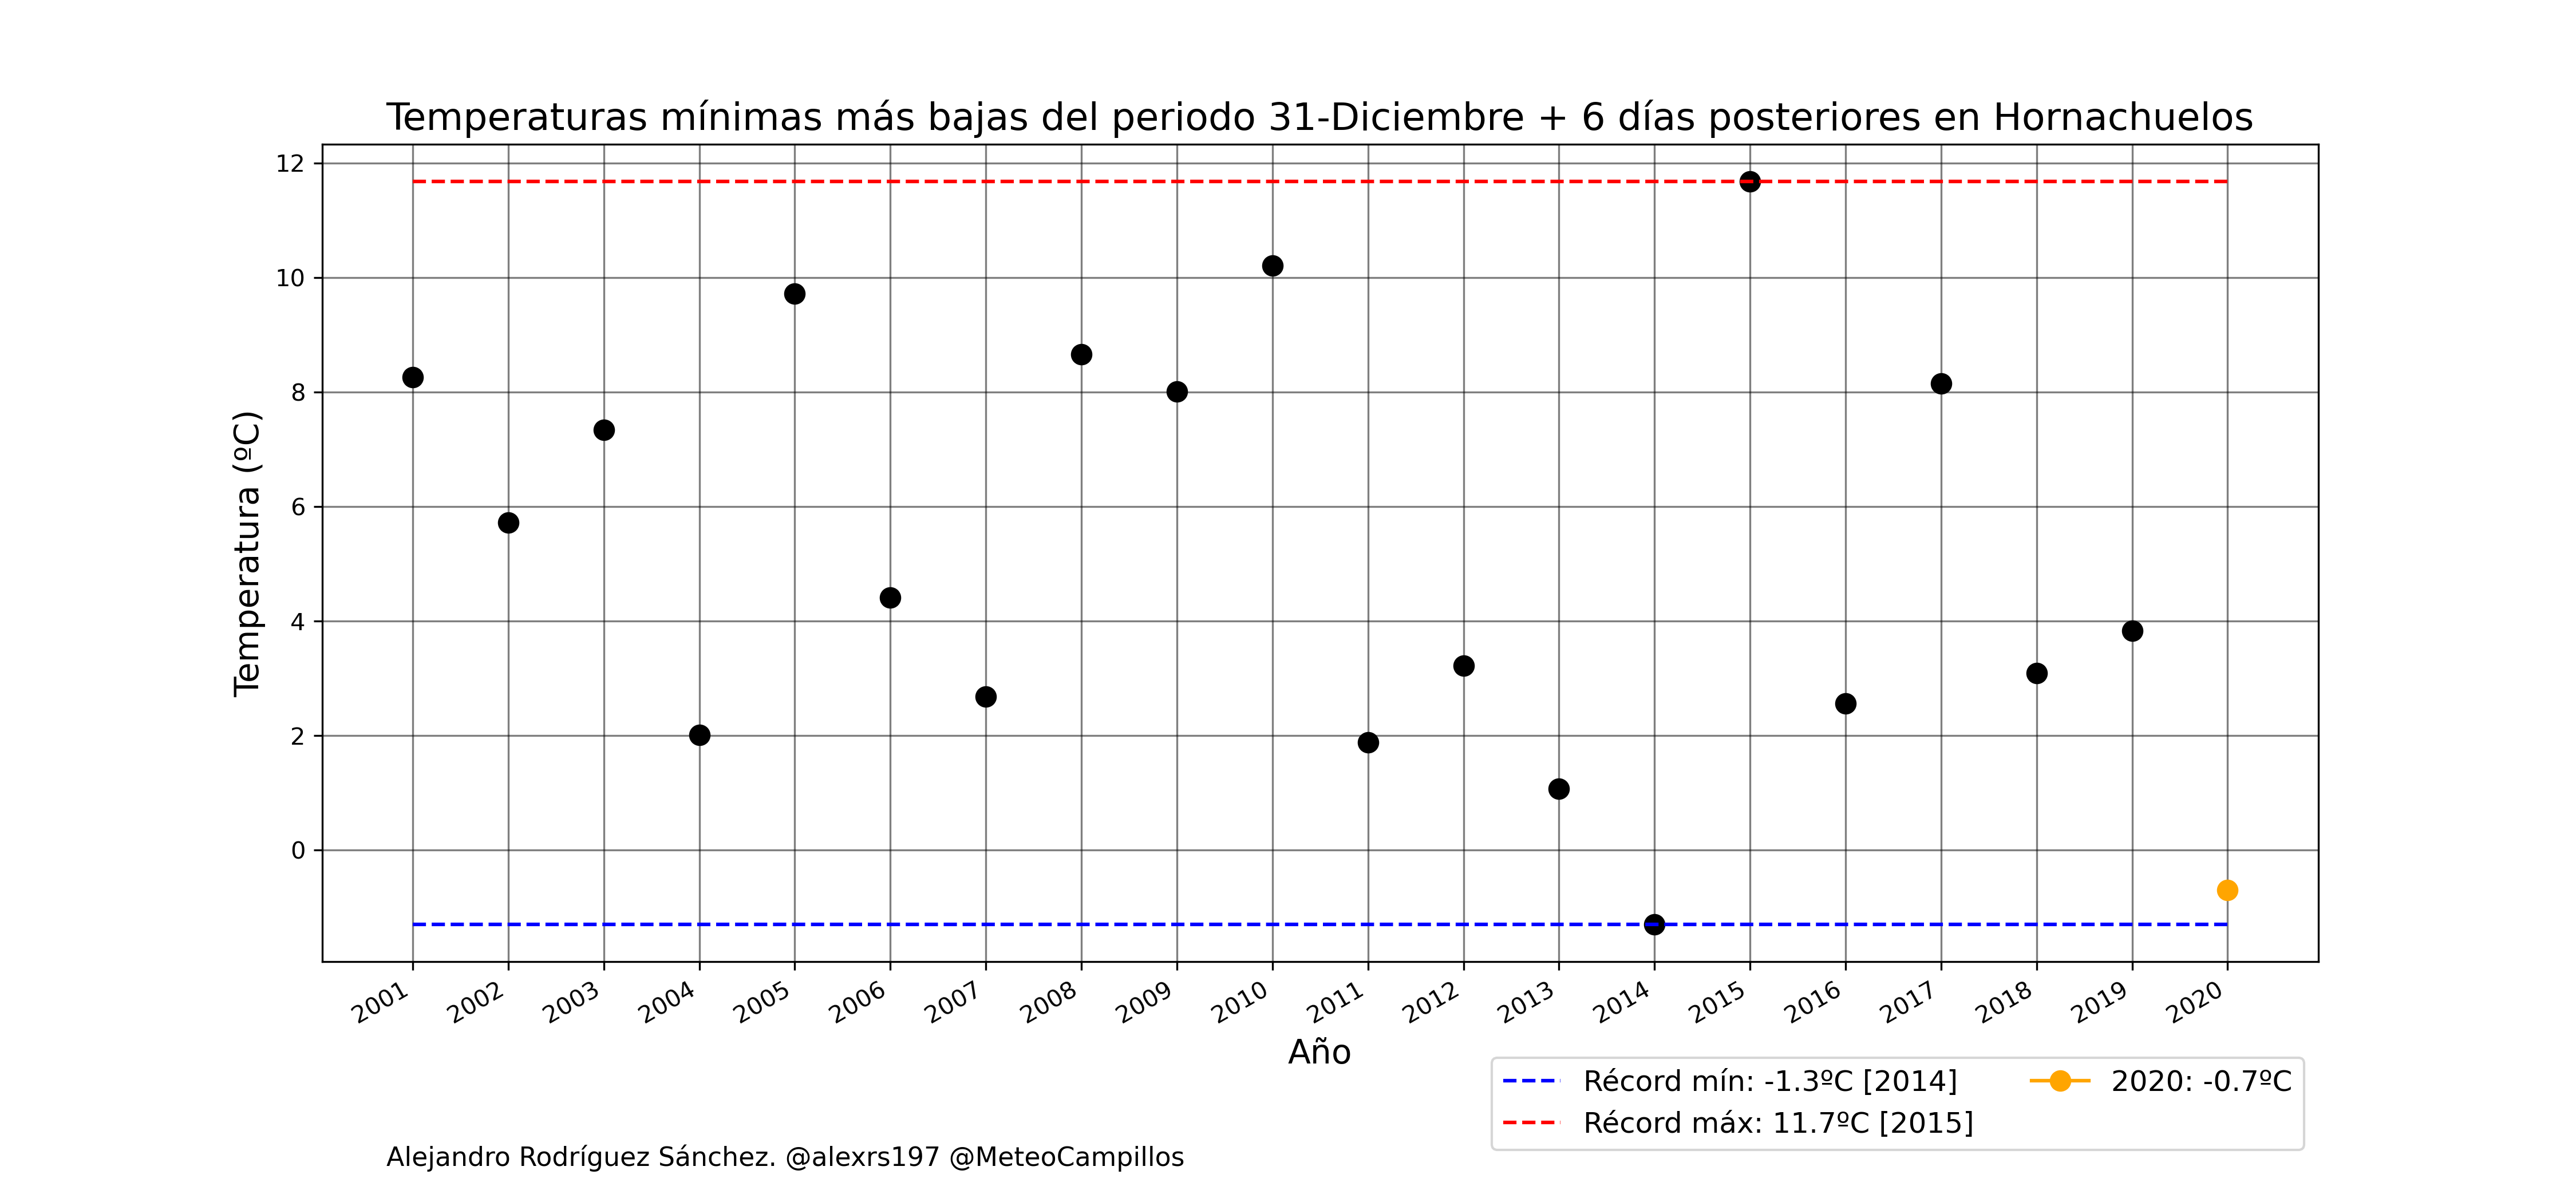 Temperaturas mínimas más bajas del periodo 31-Diciembre + 6 días posteriores en Hornachuelos
Temperatura (ºC)
12
10
8
6
4
2
0
2001 2002 2003 2004 2005 2006 2007 2008 2009 2010 2011 2012 2013 2014 2015 2016 2017 2018 2019 2020
Año
Récord mín: -1.3ºC [2014]
Récord máx: 11.7ºC [2015]
2020: -0.7ºC
Alejandro Rodríguez Sánchez. @alexrs197 @MeteoCampillos